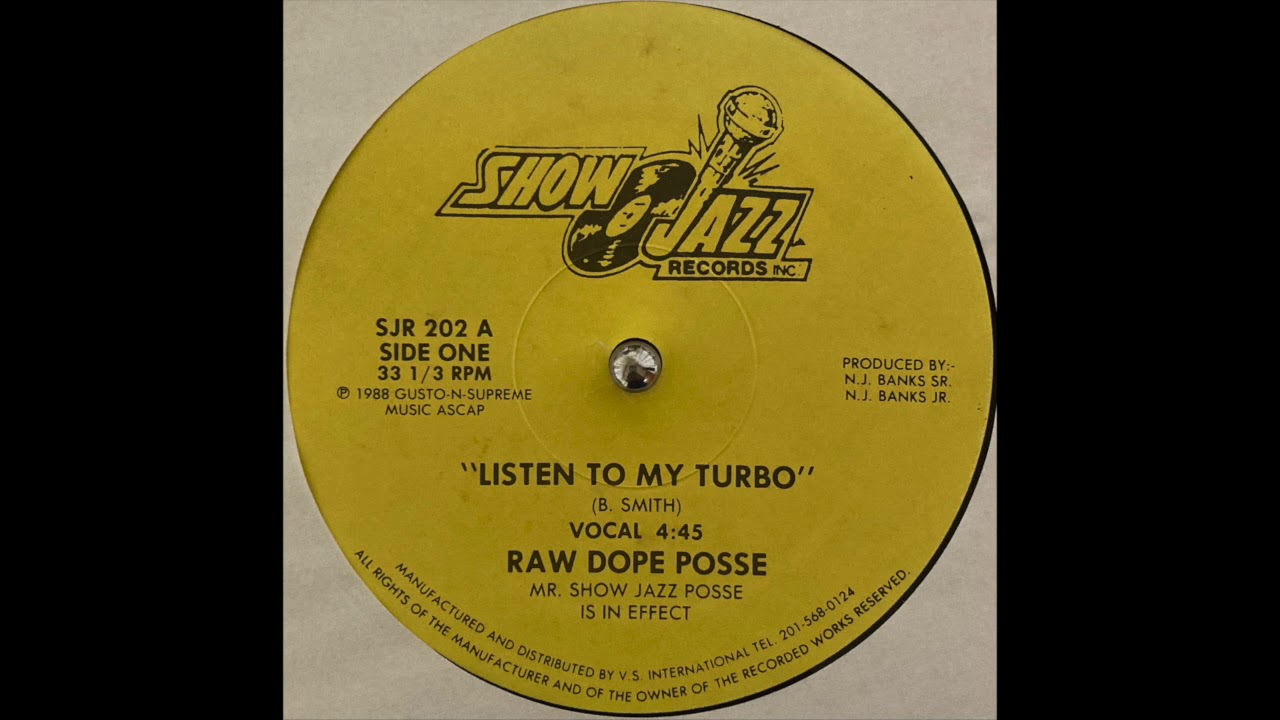 SHOW JAZZ
RECORDS INC.
SJR 202 A
SIDE ONE
33 1/3 RPM
℗ 1988 GUSTO-N-SUPREME
MUSIC ASCAP
PRODUCED BY:-
N.J. BANKS SR.
N.J. BANKS JR.
"LISTEN TO MY TURBO"
(B. SMITH)
VOCAL 4:45
RAW DOPE POSSE
MR. SHOW JAZZ POSSE
IS IN EFFECT
MANUFACTURED AND DISTRIBUTED BY V.S. INTERNATIONAL TEL. 201-568-0124
ALL RIGHTS OF THE MANUFACTURER AND OF THE OWNER OF THE RECORDED WORKS RESERVED.